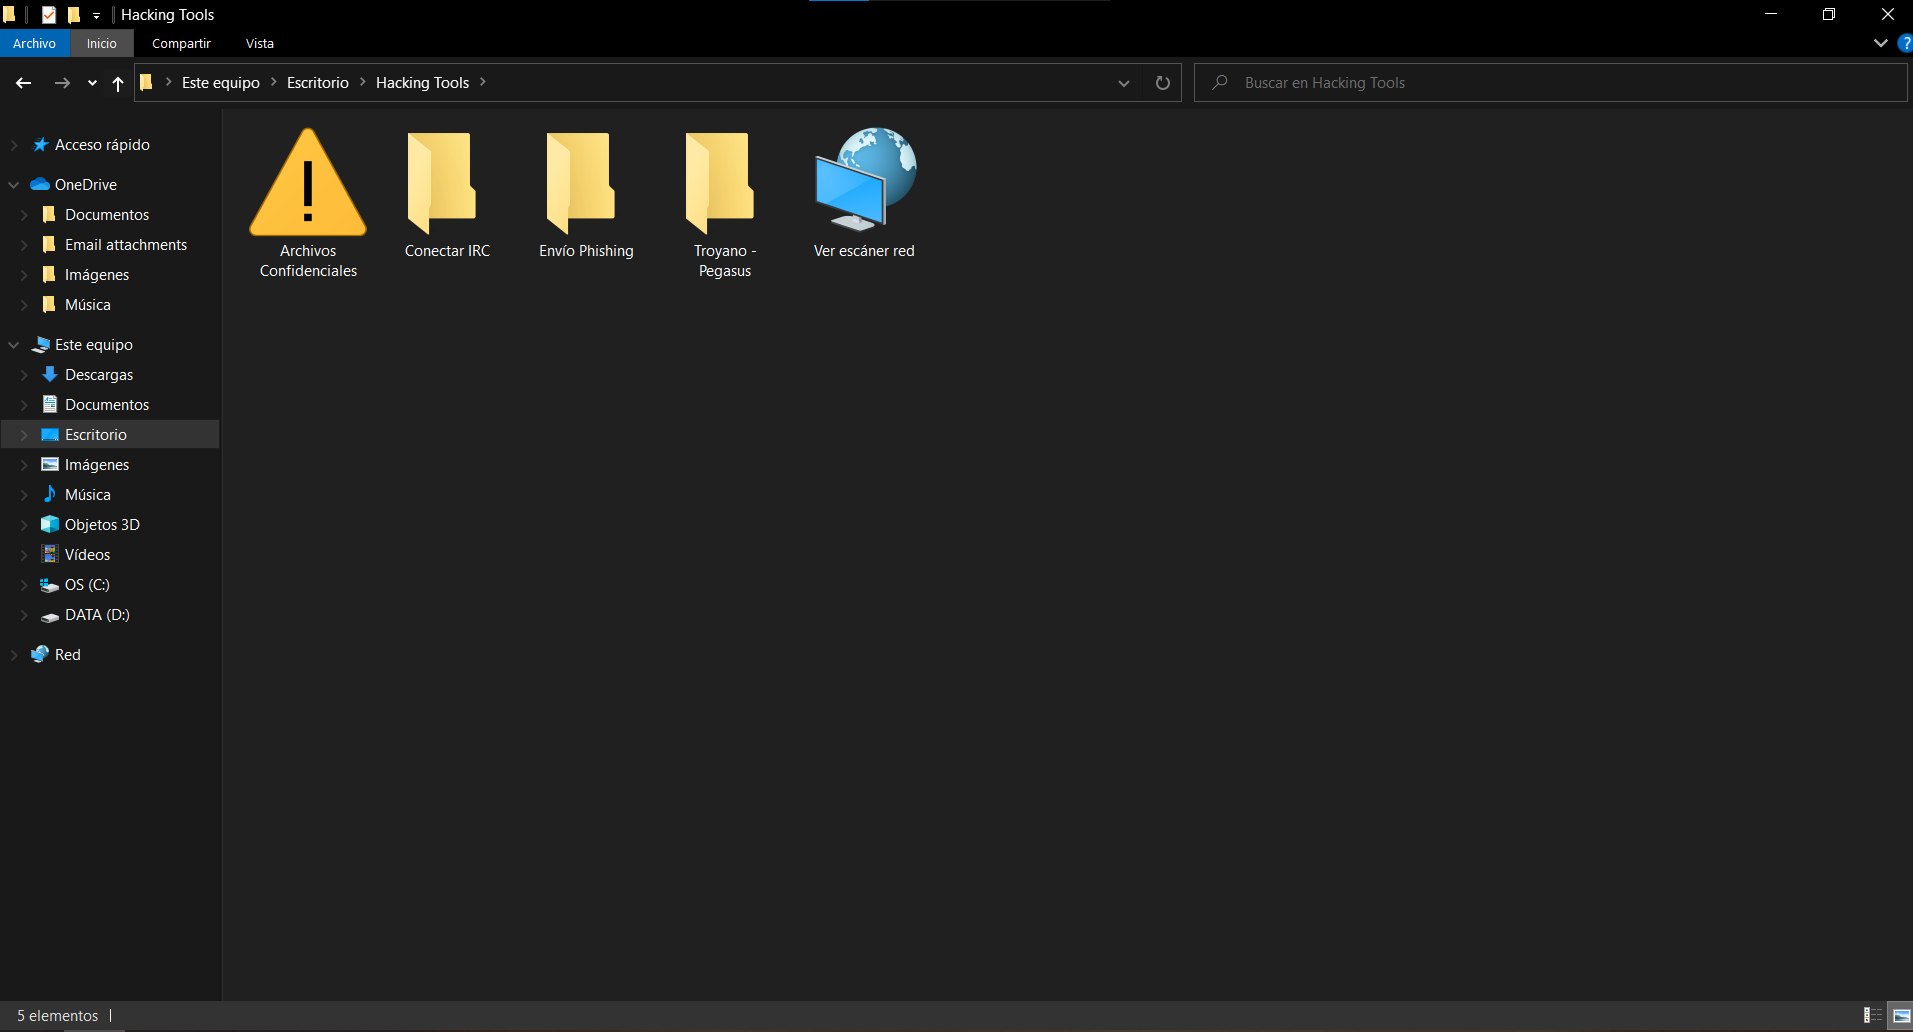 Hacking Tools
Archivo Inicio Compartir Vista
?
Este equipo Escritorio Hacking Tools
Buscar en Hacking Tools
Acceso rápido
OneDrive
Documentos
Email attachments
Imágenes
Música
Este equipo
Descargas
Documentos
Escritorio
Imágenes
Música
Objetos 3D
Vídeos
OS (C:)
DATA (D:)
Red
Archivos
Confidenciales
Conectar IRC
Envío Phishing
Troyano -
Pegasus
Ver escáner red
5 elementos